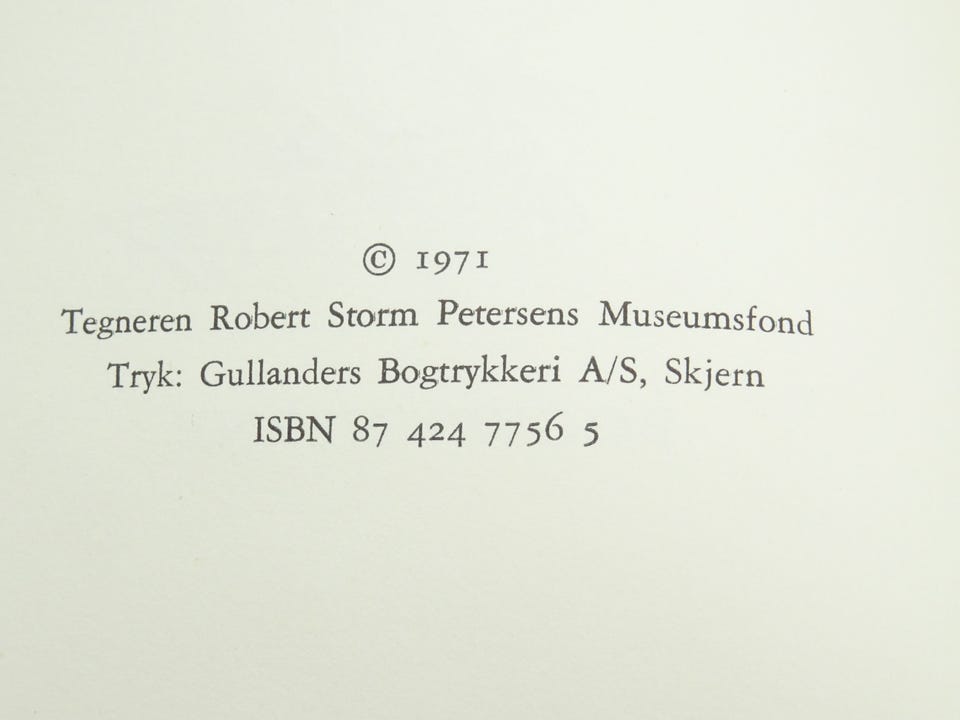 © 1971
Tegneren Robert Storm Petersens Museumsfond
Tryk: Gullanders Bogtrykkeri A/S, Skjern
ISBN 87 424 7756 5